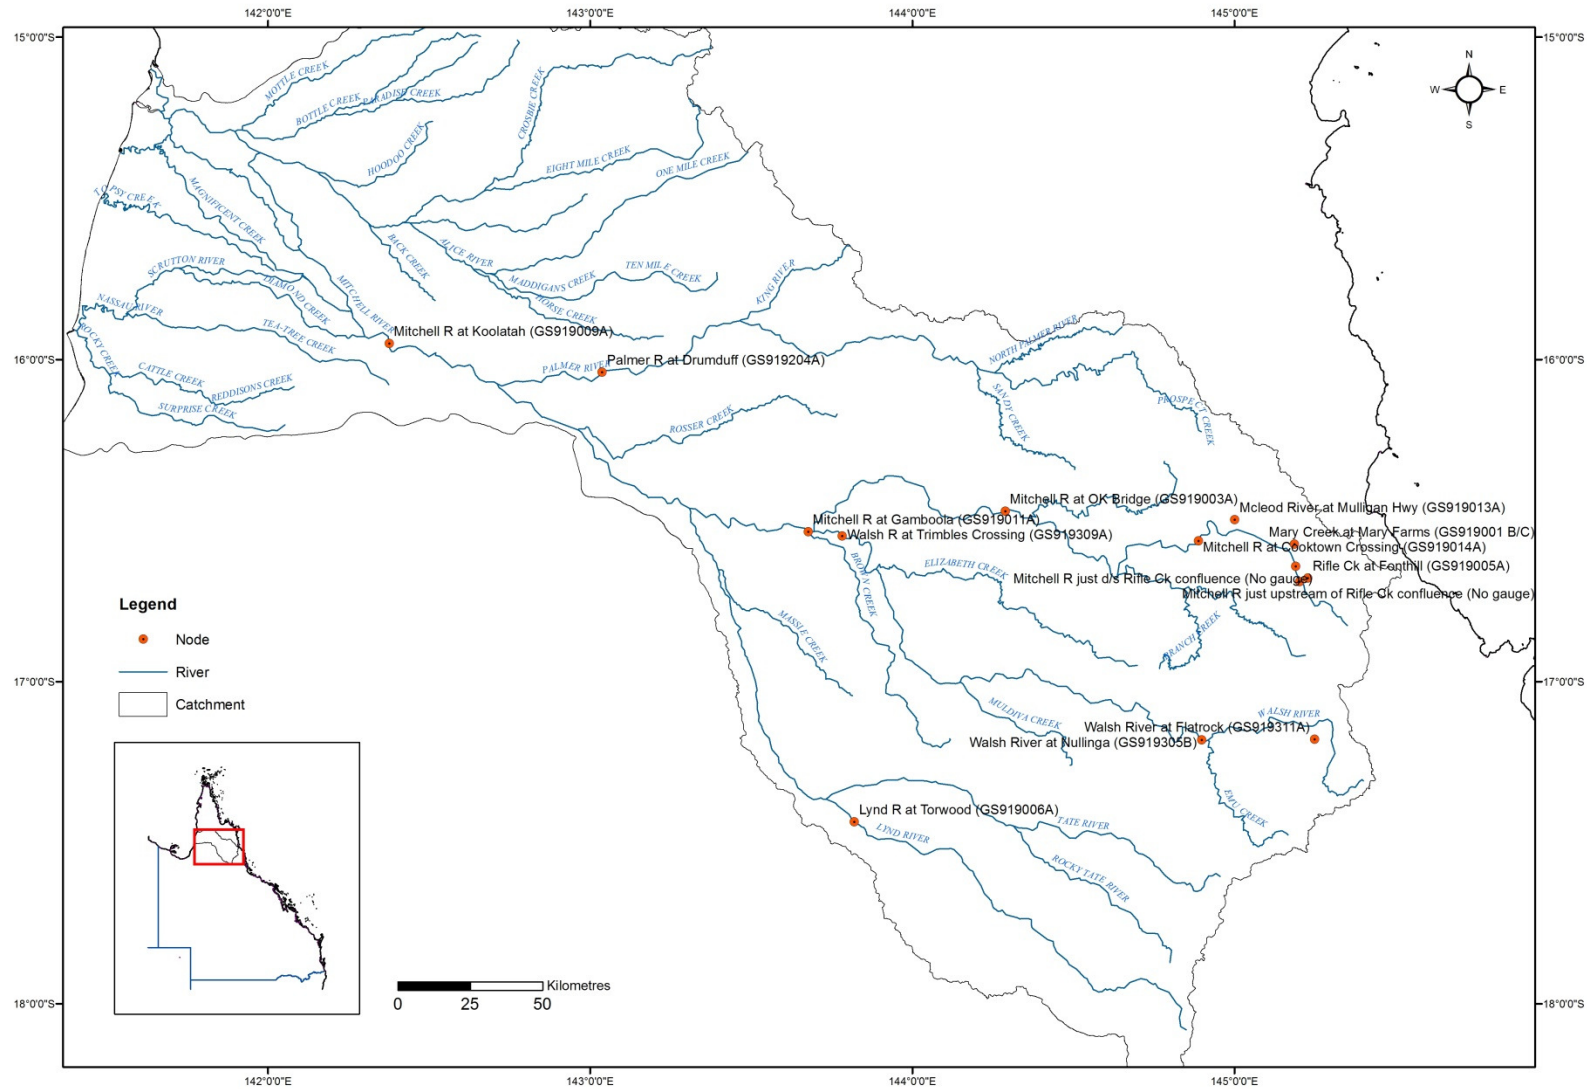 142°0'0"E
143°0'0"E
144°0'0"E
145°0'0"E
15°0'0"S
15°0'0"S
N
W
E
S
MOTTLE CREEK
BOTTLE CREEK
PARADISE CREEK
CROSBIE CREEK
HOODOO CREEK
EIGHT MILE CREEK
ONE MILE CREEK
TOPSY CREEK
MAGNIFICENT CREEK
BACK CREEK
ALICE RIVER
SCRUTTON RIVER
DIAMOND CREEK
MITCHELL RIVER
MADDIGANS CREEK
TEN MILE CREEK
HORSE CREEK
KING RIVER
NASSAU RIVER
TEA-TREE CREEK
ROCKY CREEK
CATTLE CREEK
REDDISONS CREEK
SURPRISE CREEK
Mitchell R at Koolatah (GS919009A)
16°0'0"S
16°0'0"S
PALMER RIVER
Palmer R at Drumduff (GS919204A)
NORTH PALMER RIVER
SANDY CREEK
PROSPECT CREEK
ROSSER CREEK
Mitchell R at OK Bridge (GS919003A)
Mcleod River at Mulligan Hwy (GS919013A)
Mitchell R at Gamboola (GS919011A)
Walsh R at Trimbles Crossing (GS919309A)
Mary Creek at Mary Farms (GS919001 B/C)
Mitchell R at Cooktown Crossing (GS919014A)
Rifle Ck at Fonthill (GS919005A)
Mitchell R just d/s Rifle Ck confluence (No gauge)
Mitchell R just upstream of Rifle Ck confluence (No gauge)
BROWN CREEK
ELIZABETH CREEK
BRANCH CREEK
MASSIE CREEK
17°0'0"S
17°0'0"S
MULDIVA CREEK
WALSH RIVER
Walsh River at Flatrock (GS919311A)
Walsh River at Nullinga (GS919305B)
EMU CREEK
Lynd R at Torwood (GS919006A)
LYND RIVER
TATE RIVER
ROCKY TATE RIVER
Legend
Node
River
Catchment
Kilometres
0 25 50
18°0'0"S
18°0'0"S
142°0'0"E
143°0'0"E
144°0'0"E
145°0'0"E